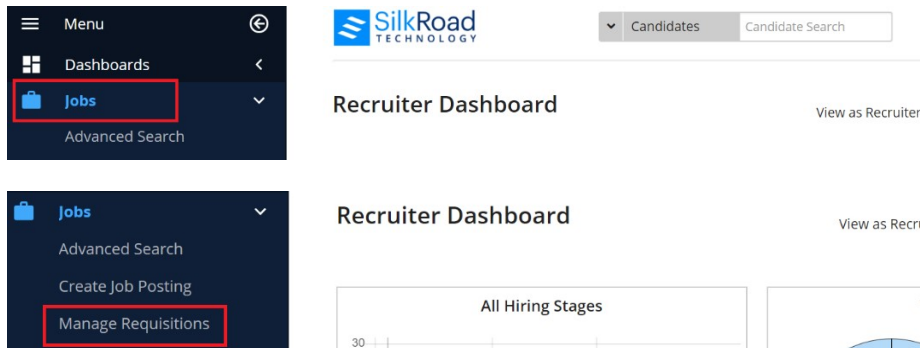 Menu
SilkRoad
TECHNOLOGY
Candidates
Candidate Search
Dashboards
Jobs
Recruiter Dashboard
View as Recruiter
Advanced Search
Jobs
Recruiter Dashboard
View as Recru
Advanced Search
Create Job Posting
All Hiring Stages
Manage Requisitions
30